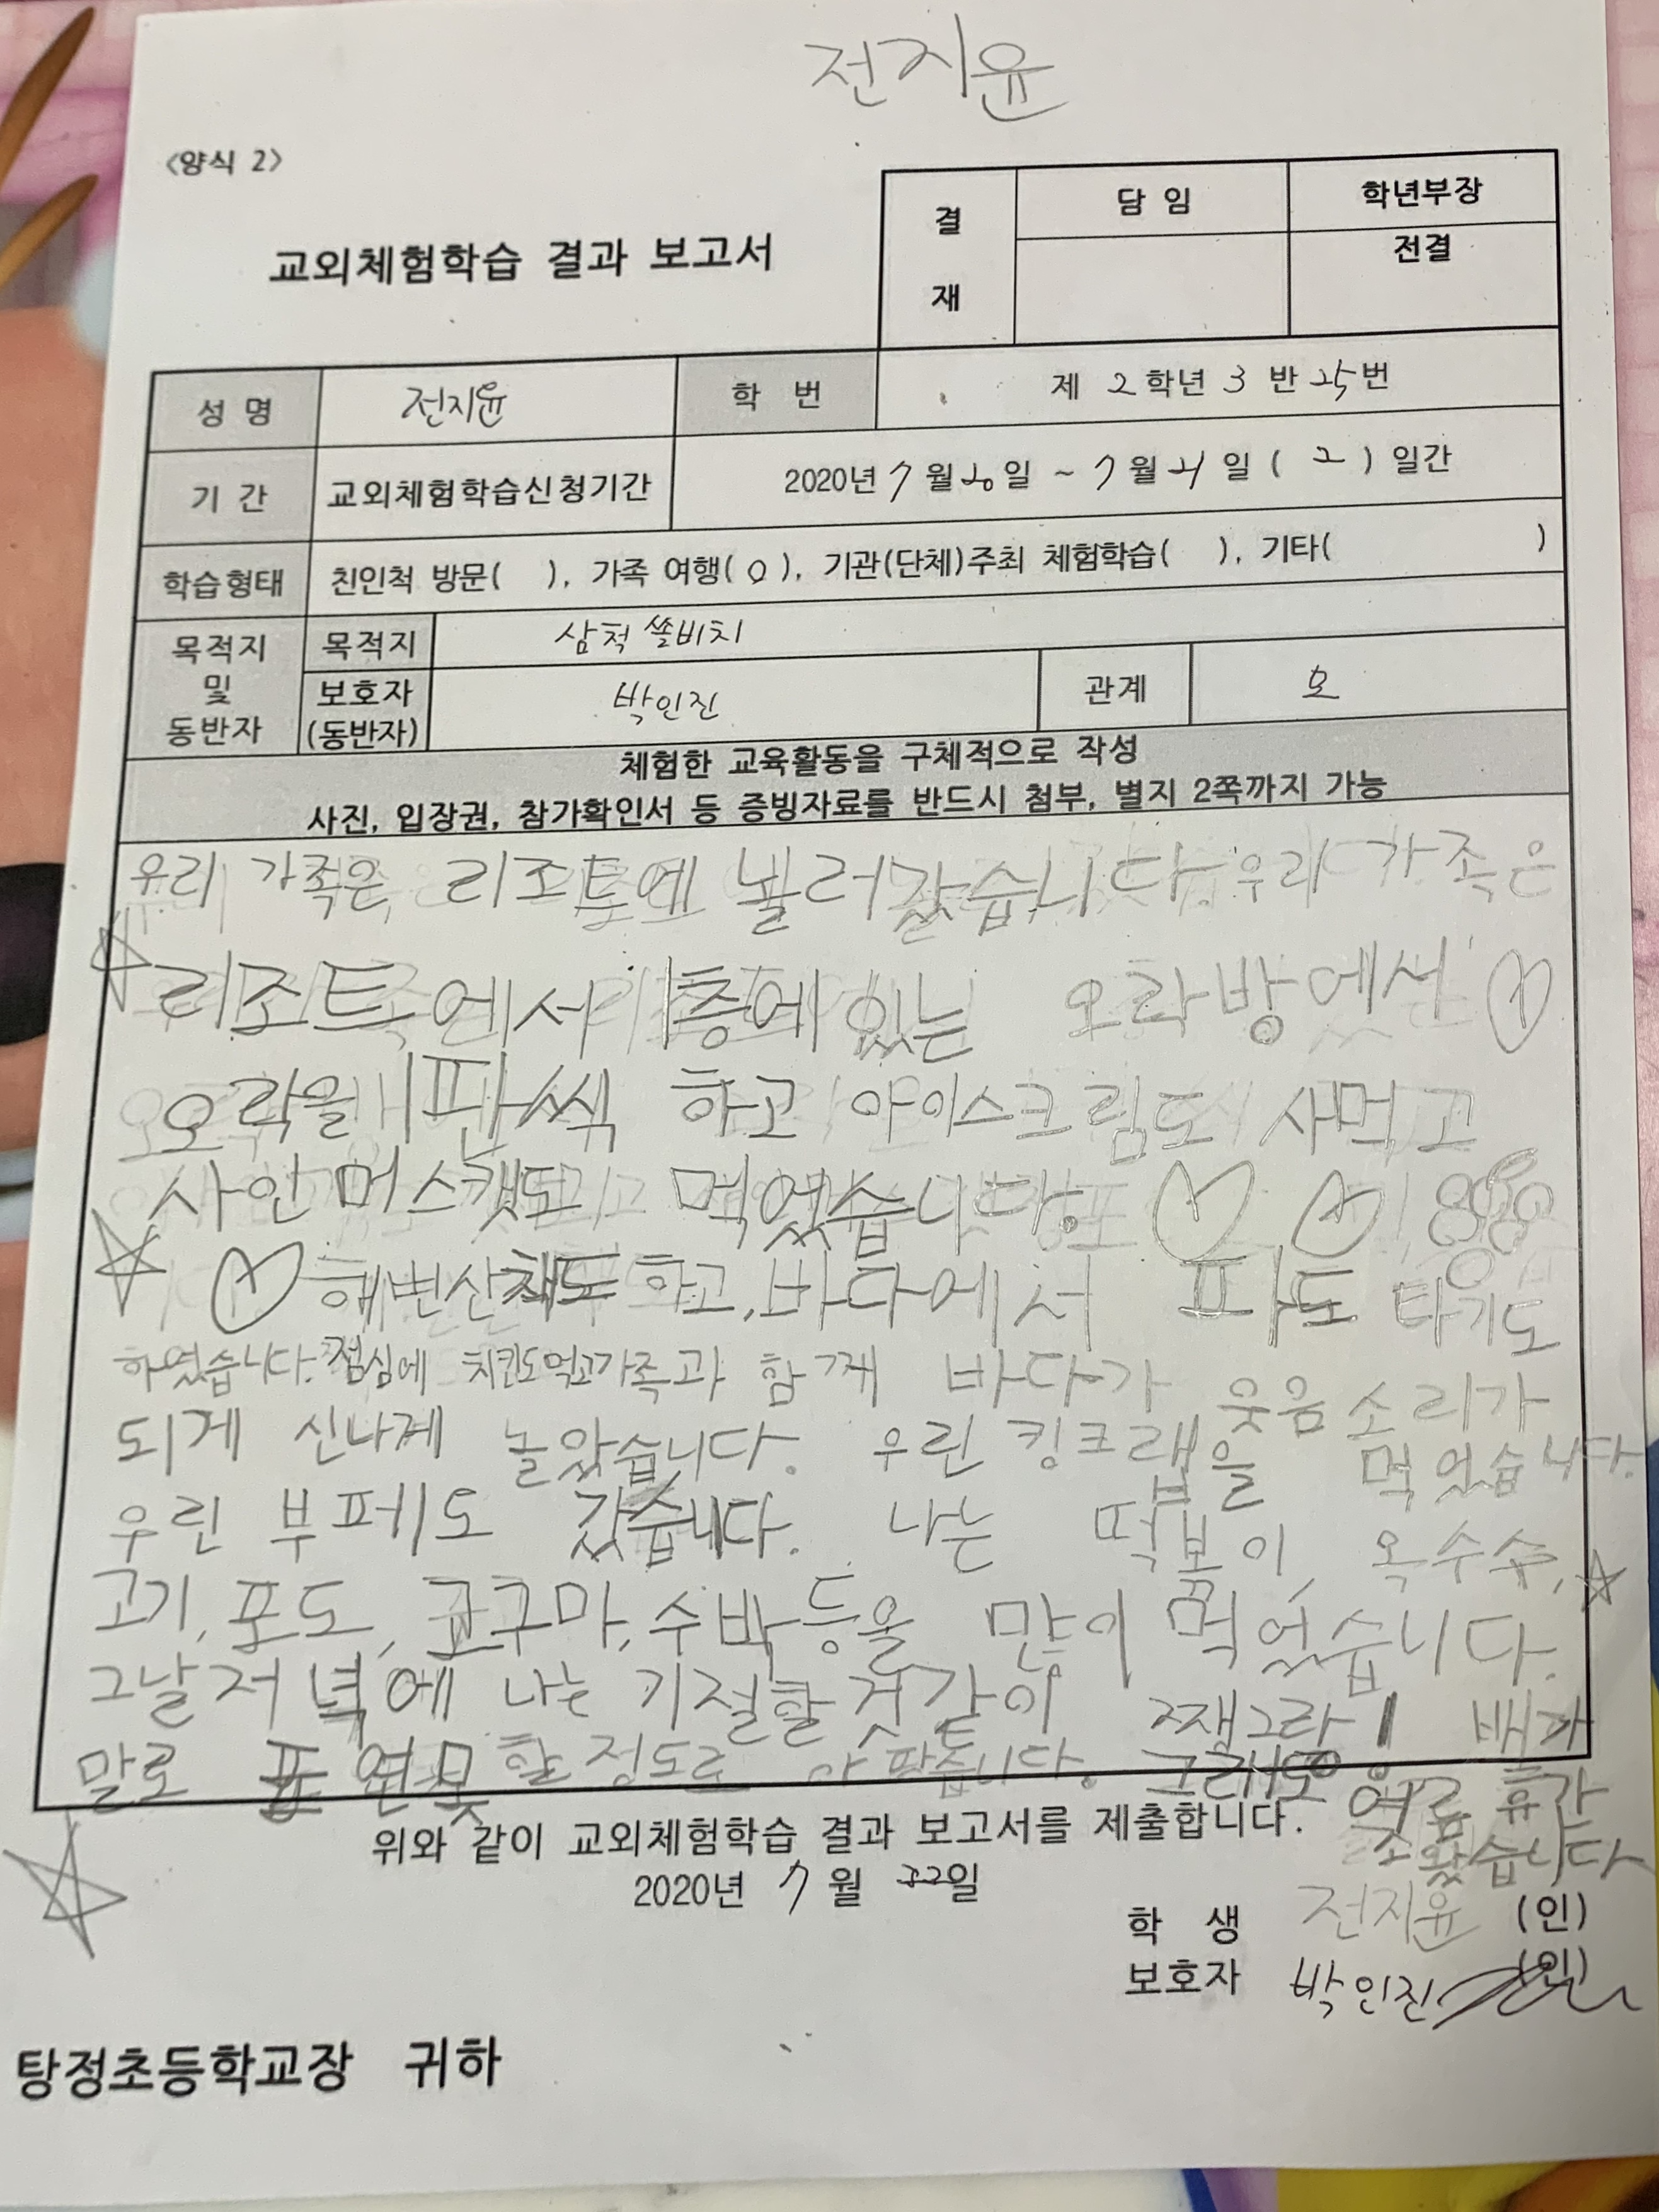 전지윤
<양식 2>
교외체험학습 결과 보고서
결재 담 임 학년부장
전결
성 명 전지윤 학 번 제 2 학년 3 반 25번
기 간 교외체험학습신청기간 2020년 7 월 20 일 ~ 7 월 21 일 ( 2 ) 일간
학습형태 친인척 방문( ), 가족 여행( O ), 기관(단체)주최 체험학습( ), 기타( )
목적지 및 동반자 목적지 삼척 쏠비치
보호자 (동반자) 박인진 관계 모
체험한 교육활동을 구체적으로 작성
사진, 입장권, 참가확인서 등 증빙자료를 반드시 첨부, 별지 2쪽까지 가능
우리 가족은 리조트에 놀러갔습니다. 우리 가족은
리조트에서 1층에 있는 오락방에서
오락을 1판씩 하고 아이스크림도 사먹고
사인머스캣도 먹었습니다.
해변산책도 하고, 바다에서 파도 타기도
하였습니다. 점심에 치킨도먹고가족과 함께 바다가 웃음소리가
되게 신나게 놀았습니다. 우린 킹크랩을 먹었습니다.
우린 부페도 갔습니다. 나는 떡볶이, 옥수수,
고기, 포도, 군구마, 수박등을 많이 먹었습니다.
그날저녁에 나는 기절할것같이 쨍그랑! 배가
말로 표현못할정도로 아팠습니다. 그래도 여름휴가
왔습니다
위와 같이 교외체험학습 결과 보고서를 제출합니다.
2020년 7 월 22일
학 생 전지윤 (인)
보호자 박인진 (인)
탕정초등학교장 귀하